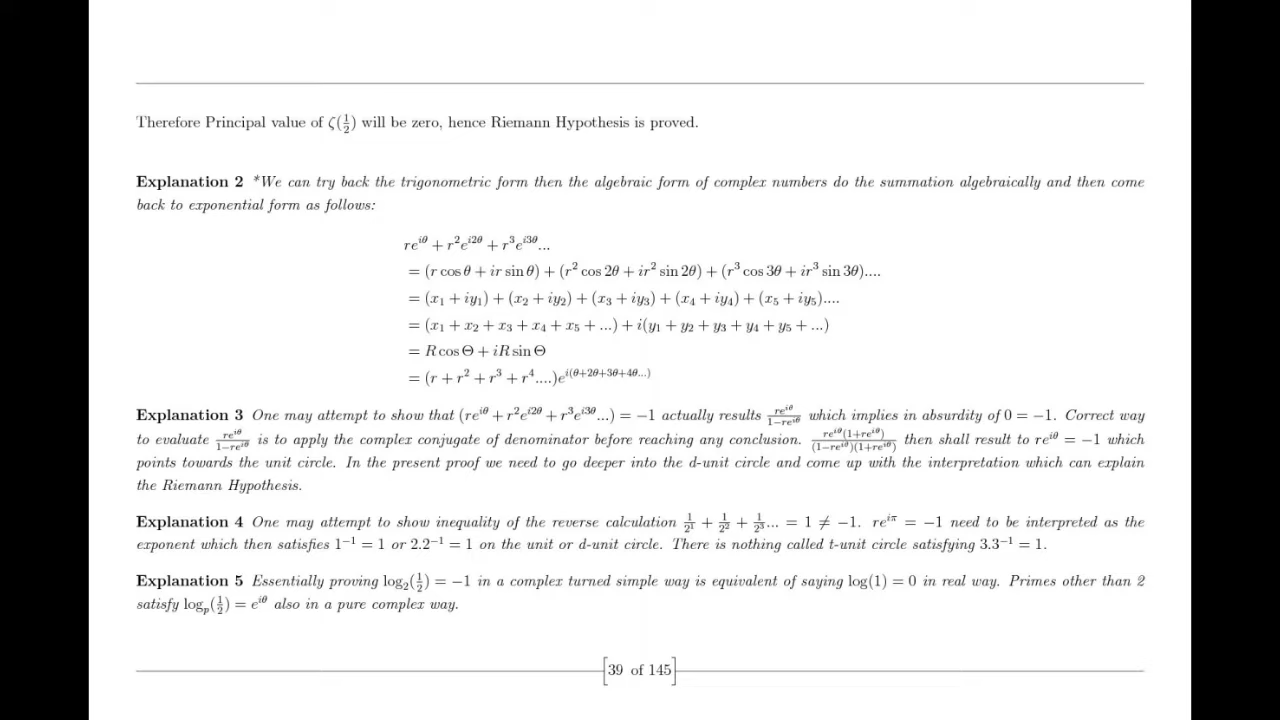 Therefore Principal value of ζ(1/2) will be zero, hence Riemann Hypothesis is proved.
Explanation 2 *We can try back the trigonometric form then the algebraic form of complex numbers do the summation algebraically and then come
back to exponential form as follows:
re^{iθ} + r^2e^{i2θ} + r^3e^{i3θ}...
= (r cos θ + ir sin θ) + (r^2 cos 2θ + ir^2 sin 2θ) + (r^3 cos 3θ + ir^3 sin 3θ)....
= (x_1 + iy_1) + (x_2 + iy_2) + (x_3 + iy_3) + (x_4 + iy_4) + (x_5 + iy_5)....
= (x_1 + x_2 + x_3 + x_4 + x_5 + ...) + i(y_1 + y_2 + y_3 + y_4 + y_5 + ...)
= R cos Θ + iR sin Θ
= (r + r^2 + r^3 + r^4....)e^{i(θ+2θ+3θ+4θ...)}
Explanation 3 One may attempt to show that (re^{iθ} + r^2e^{i2θ} + r^3e^{i3θ}...) = −1 actually results re^{iθ}/(1−re^{iθ}) which implies in absurdity of 0 = −1. Correct way
to evaluate re^{iθ}/(1−re^{iθ}) is to apply the complex conjugate of denominator before reaching any conclusion. re^{iθ}(1+re^{iθ})/(1−re^{iθ})(1+re^{iθ}) then shall result to re^{iθ} = −1 which
points towards the unit circle. In the present proof we need to go deeper into the d-unit circle and come up with the interpretation which can explain
the Riemann Hypothesis.
Explanation 4 One may attempt to show inequality of the reverse calculation 1/2^1 + 1/2^2 + 1/2^3... = 1 ≠ −1. re^{iπ} = −1 need to be interpreted as the
exponent which then satisfies 1^{−1} = 1 or 2.2^{−1} = 1 on the unit or d-unit circle. There is nothing called t-unit circle satisfying 3.3^{−1} = 1.
Explanation 5 Essentially proving log_2(1/2) = −1 in a complex turned simple way is equivalent of saying log(1) = 0 in real way. Primes other than 2
satisfy log_p(1/2) = e^{iθ} also in a pure complex way.
[39 of 145]